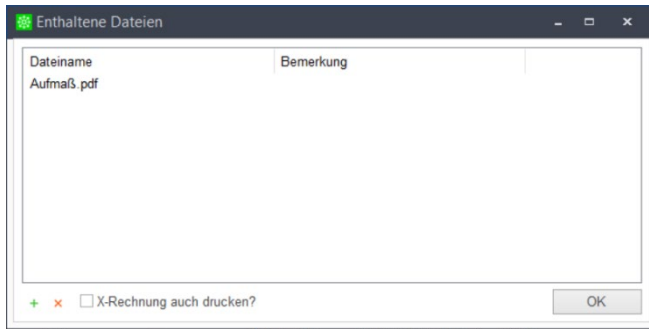 Enthaltene Dateien
Dateiname Bemerkung
Aufmaß.pdf
X-Rechnung auch drucken? OK